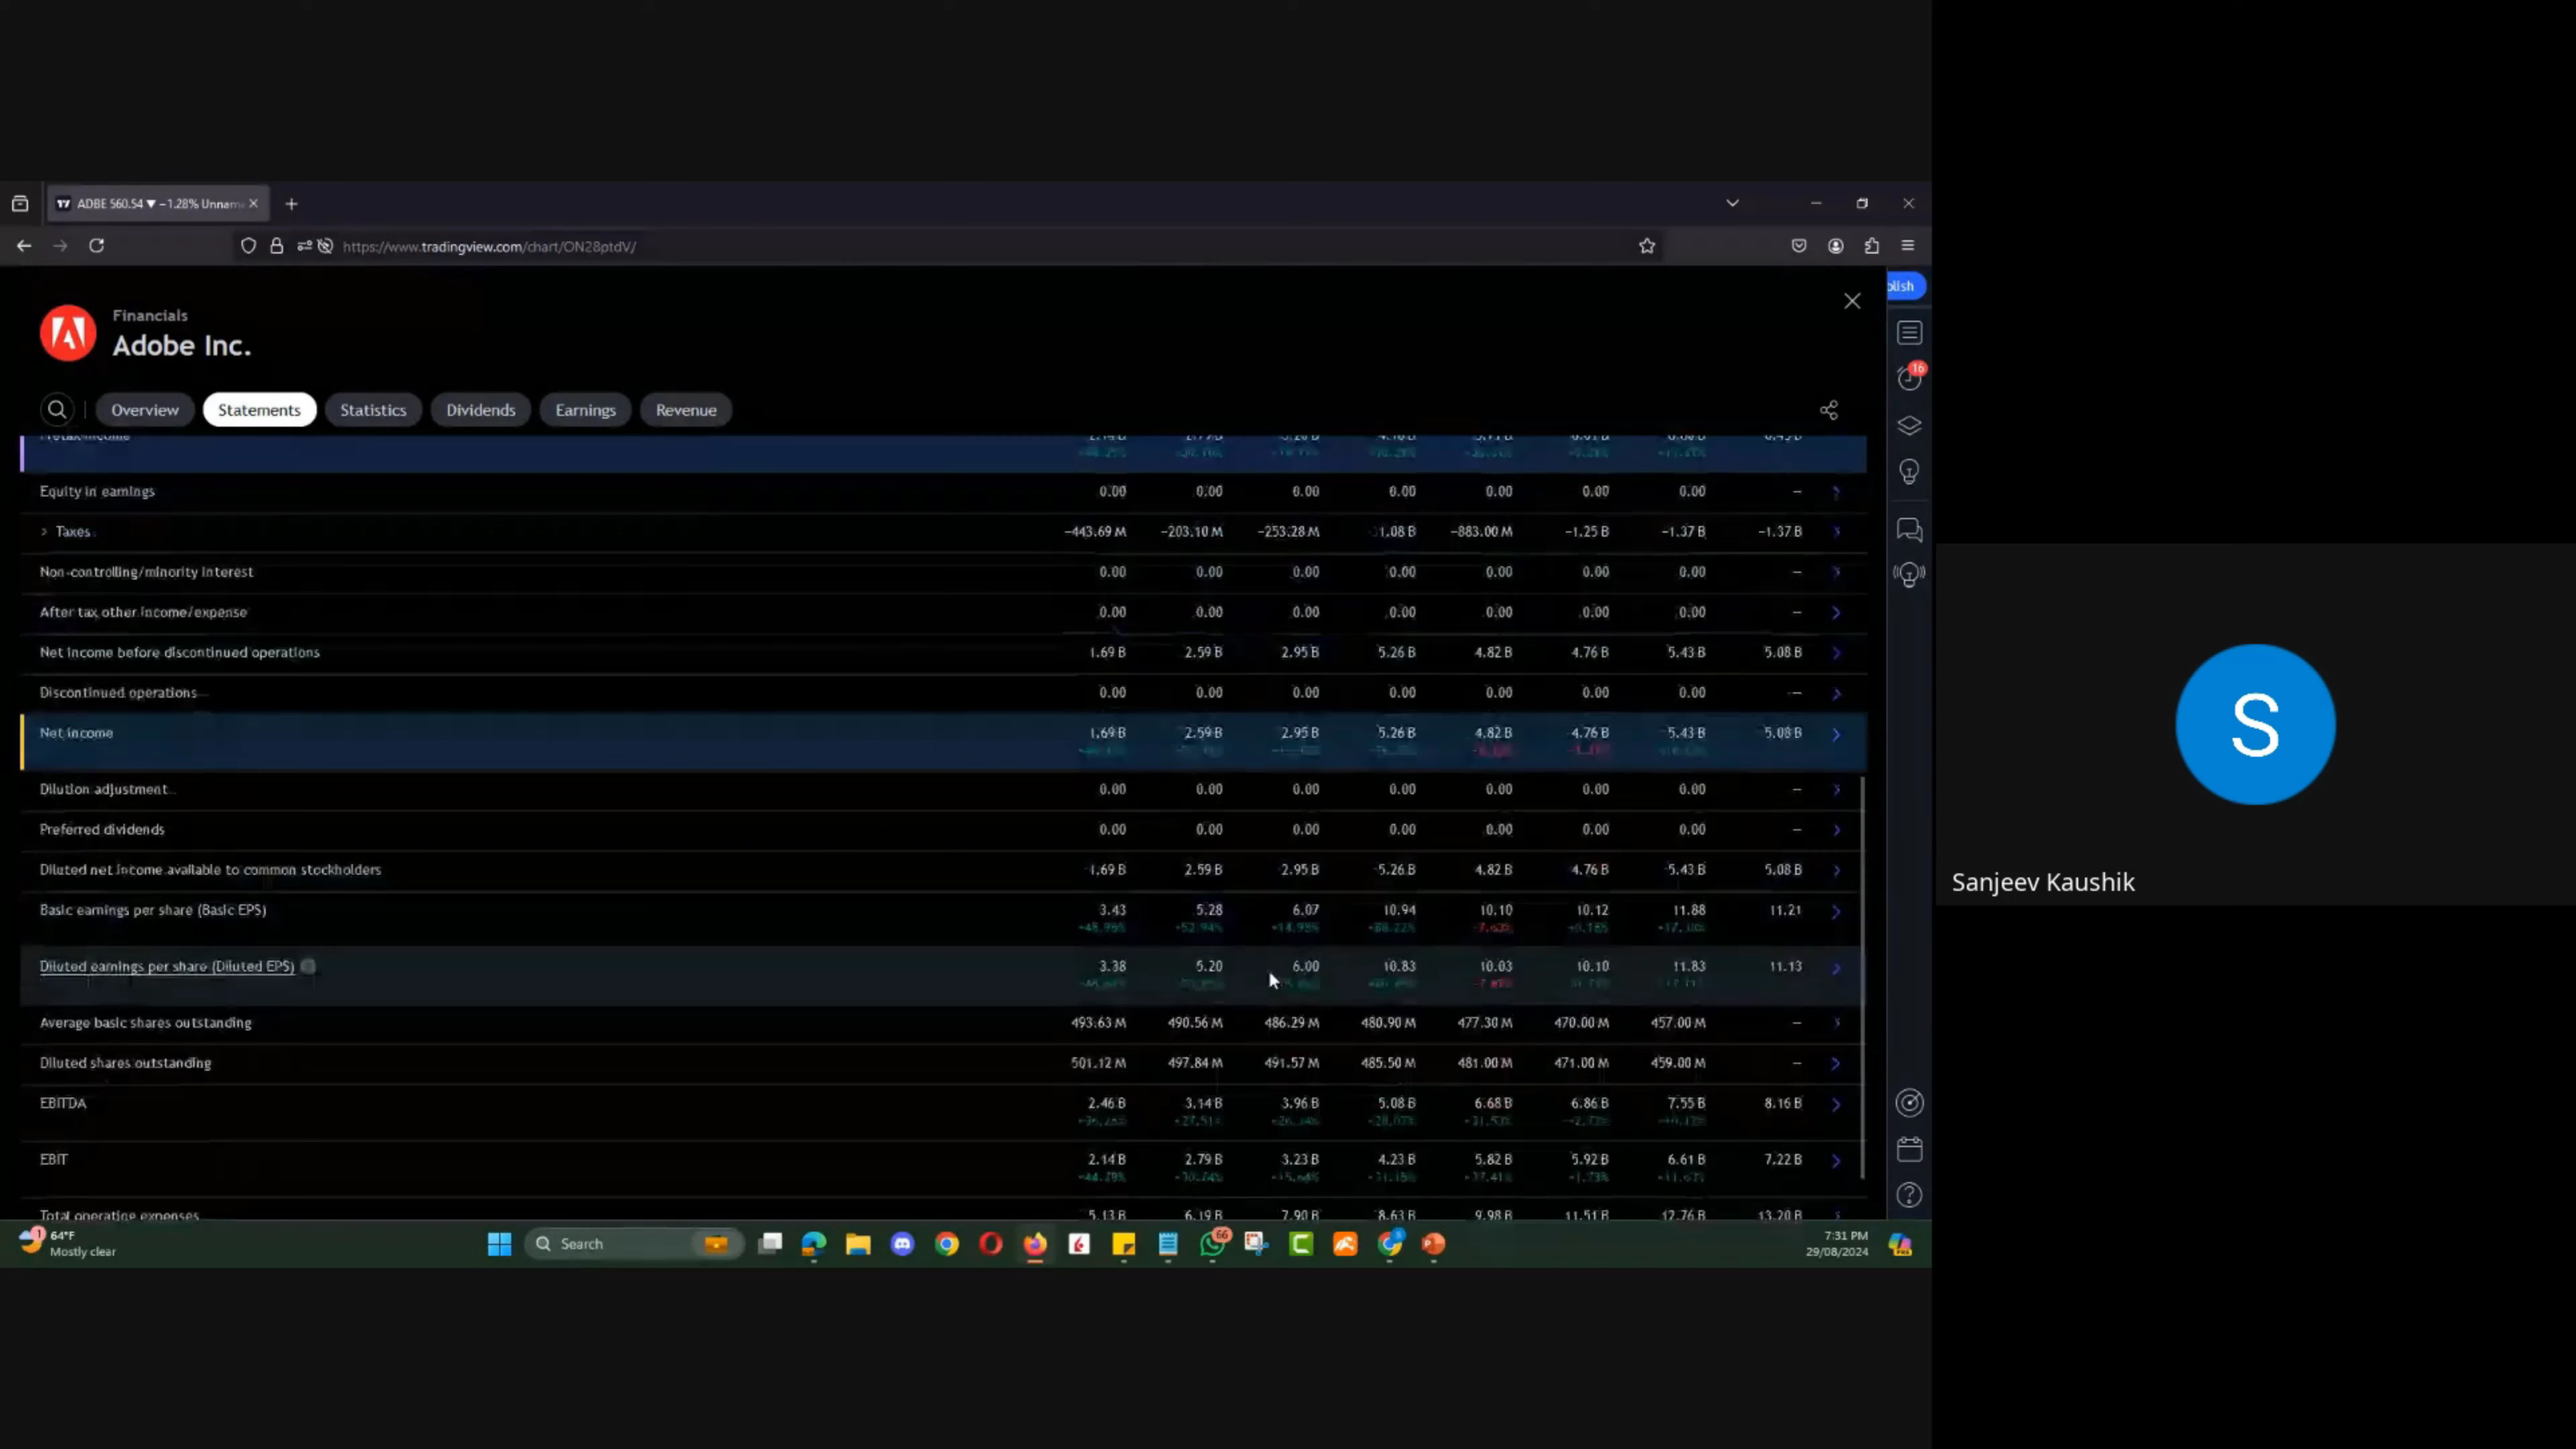 ADBE 560.54 ▼ −1.28% Unnam
https://www.tradingview.com/chart/ON28ptdV/
blish
Financials
Adobe Inc.
16
Overview Statements Statistics Dividends Earnings Revenue
Pretax income
Equity in earnings 0.00 0.00 0.00 0.00 0.00 0.00 0.00 —
Taxes −443.69 M −203.10 M −253.28 M 1.08 B −883.00 M −1.25 B −1.37 B −1.37 B
Non-controlling/minority interest 0.00 0.00 0.00 0.00 0.00 0.00 0.00 —
After tax other income/expense 0.00 0.00 0.00 0.00 0.00 0.00 0.00 —
Net income before discontinued operations 1.69 B 2.59 B 2.95 B 5.26 B 4.82 B 4.76 B 5.43 B 5.08 B
Discontinued operations 0.00 0.00 0.00 0.00 0.00 0.00 0.00 —
Net income 1.69 B 2.59 B 2.95 B 5.26 B 4.82 B 4.76 B 5.43 B 5.08 B
Dilution adjustment 0.00 0.00 0.00 0.00 0.00 0.00 0.00 —
Preferred dividends 0.00 0.00 0.00 0.00 0.00 0.00 0.00 —
Diluted net income available to common stockholders 1.69 B 2.59 B 2.95 B 5.26 B 4.82 B 4.76 B 5.43 B 5.08 B
Basic earnings per share (Basic EPS) 3.43 5.28 6.07 10.94 10.10 10.12 11.88 11.21
Diluted earnings per share (Diluted EPS) 3.38 5.20 6.00 10.83 10.03 10.10 11.83 11.13
Average basic shares outstanding 493.63 M 490.56 M 486.29 M 480.90 M 477.30 M 470.00 M 457.00 M —
Diluted shares outstanding 501.12 M 497.84 M 491.57 M 485.50 M 481.00 M 471.00 M 459.00 M —
EBITDA 2.46 B 3.14 B 3.96 B 5.08 B 6.68 B 6.86 B 7.55 B 8.16 B
EBIT 2.14 B 2.79 B 3.23 B 4.23 B 5.82 B 5.92 B 6.61 B 7.22 B
Total operating expenses 5.13 B 6.19 B 7.90 B 8.63 B 9.98 B 11.51 B 12.76 B 13.20 B
S
Sanjeev Kaushik
1
64°F
Mostly clear
Search
66
7:31 PM
29/08/2024